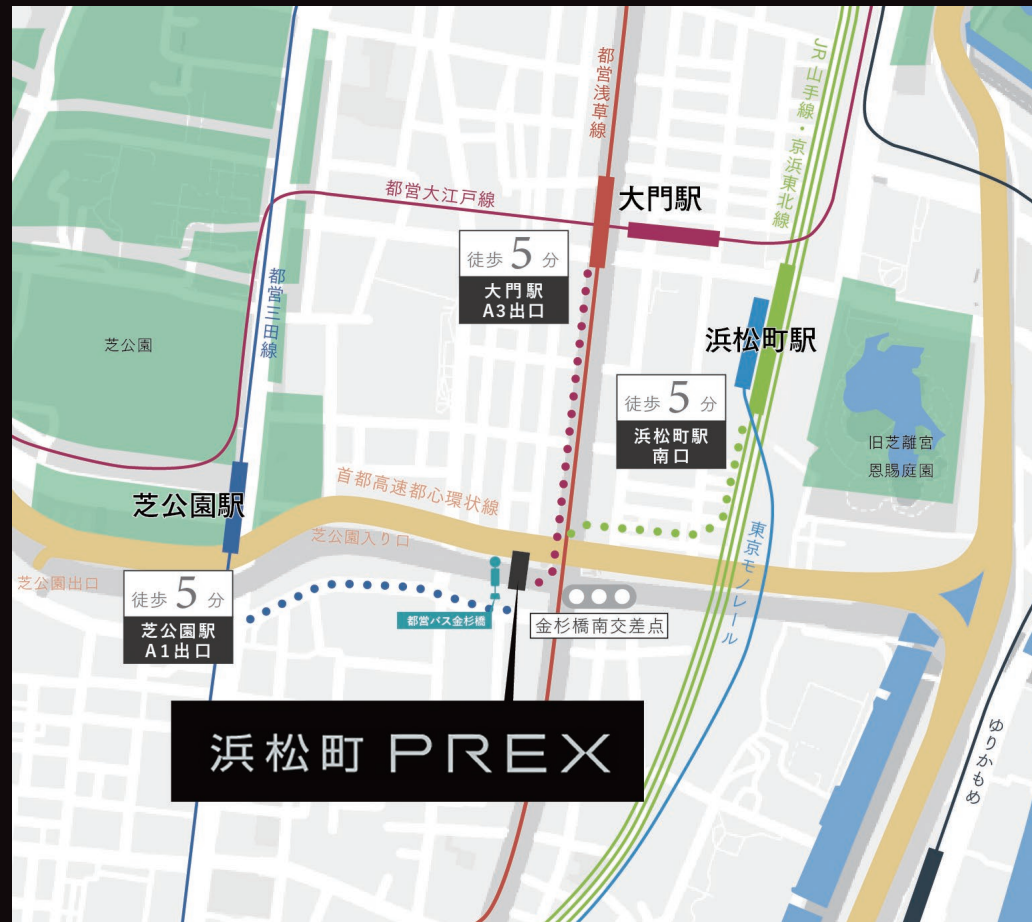 都営浅草線
JR山手線・京浜東北線
都営大江戸線
大門駅
徒歩 5 分
大門駅
A3出口
都営三田線
芝公園
浜松町駅
徒歩 5 分
浜松町駅
南口
旧芝離宮
恩賜庭園
首都高速都心環状線
芝公園駅
芝公園入り口
東京モノレール
芝公園出口
徒歩 5 分
芝公園駅
A1出口
都営バス金杉橋
金杉橋南交差点
ゆりかもめ
浜松町 PREX